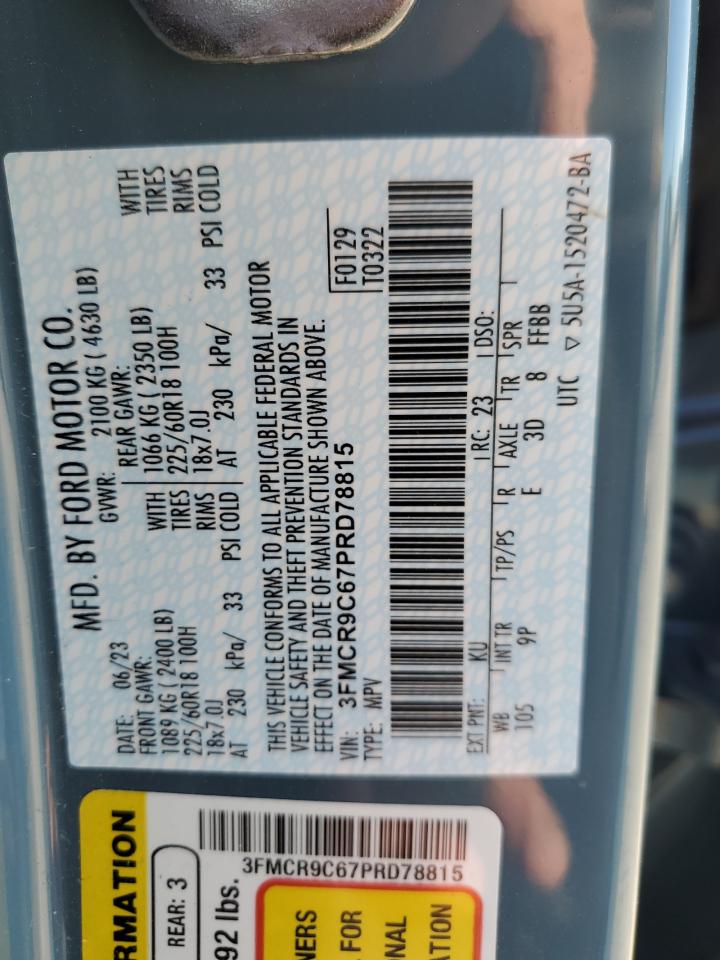 MFD. BY FORD MOTOR CO.
DATE: 06/23 GVWR: 2100 KG ( 4630 LB)
FRONT GAWR: REAR GAWR:
1089 KG ( 2400 LB) WITH 1066 KG ( 2350 LB) WITH
225/60R18 100H TIRES 225/60R18 100H TIRES
18x7.0J RIMS 18x7.0J RIMS
AT 230 kPa/ 33 PSI COLD AT 230 kPa/ 33 PSI COLD
THIS VEHICLE CONFORMS TO ALL APPLICABLE FEDERAL MOTOR
VEHICLE SAFETY AND THEFT PREVENTION STANDARDS IN
EFFECT ON THE DATE OF MANUFACTURE SHOWN ABOVE.
VIN: 3FMCR9C67PRD78815 F0129
TYPE: MPV T0322
EXT PNT: KU RC: 23 DSO:
WB INT TR TP/PS R AXLE TR SPR
105 9P E 3D 8 FFBB
UTC ▽ 5U5A-1520472-BA
RMATION
REAR: 3
92 lbs.
3FMCR9C67PRD78815
NERS
FOR
NAL
ATION